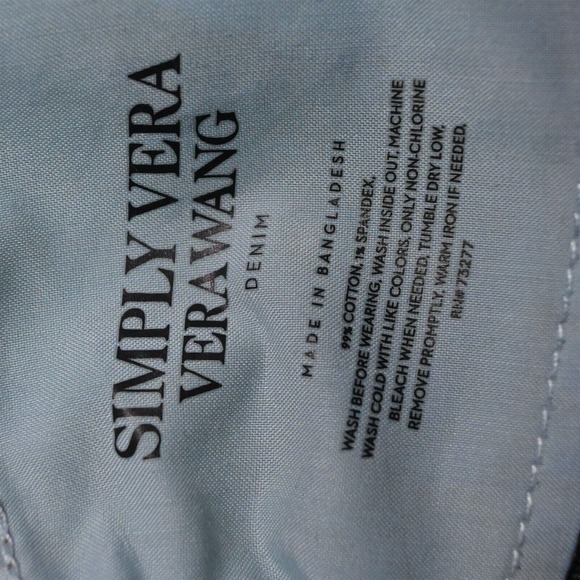 SIMPLY VERA
VERA WANG
DENIM
MADE IN BANGLADESH
99% COTTON, 1% SPANDEX,
WASH BEFORE WEARING, WASH INSIDE OUT, MACHINE
WASH COLD WITH LIKE COLORS, ONLY NON-CHLORINE
BLEACH WHEN NEEDED, TUMBLE DRY LOW,
REMOVE PROMPTLY, WARM IRON IF NEEDED,
RN# 73277